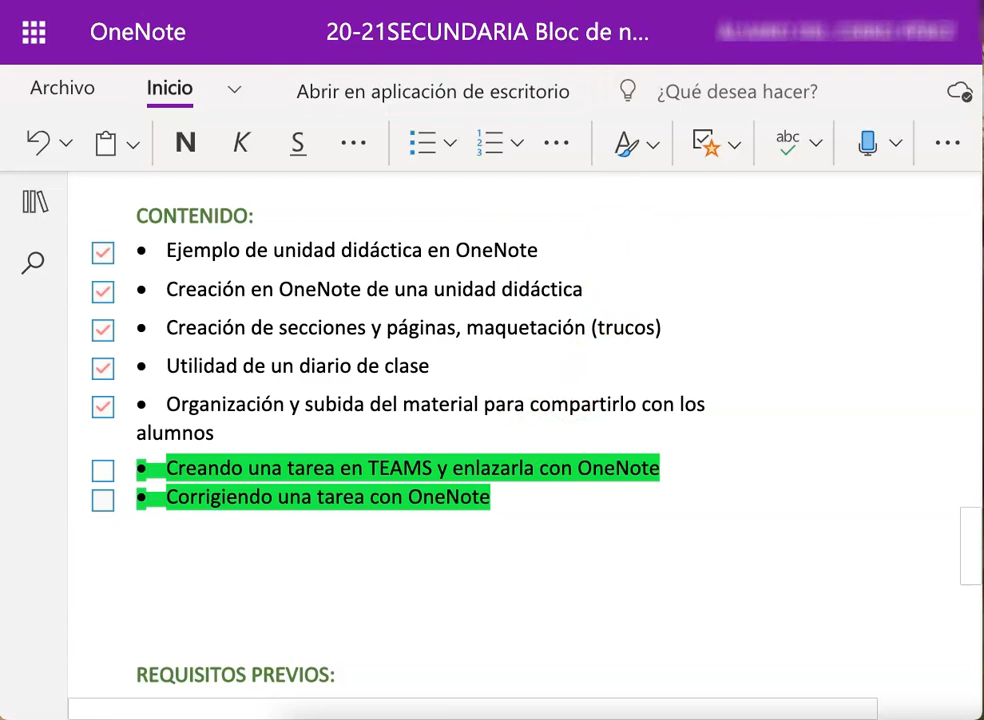 OneNote
20-21SECUNDARIA Bloc de n...
Archivo
Inicio
Abrir en aplicación de escritorio
¿Qué desea hacer?
N K S
abc
CONTENIDO:
• Ejemplo de unidad didáctica en OneNote
• Creación en OneNote de una unidad didáctica
• Creación de secciones y páginas, maquetación (trucos)
• Utilidad de un diario de clase
• Organización y subida del material para compartirlo con los
alumnos
• Creando una tarea en TEAMS y enlazarla con OneNote
• Corrigiendo una tarea con OneNote
REQUISITOS PREVIOS: